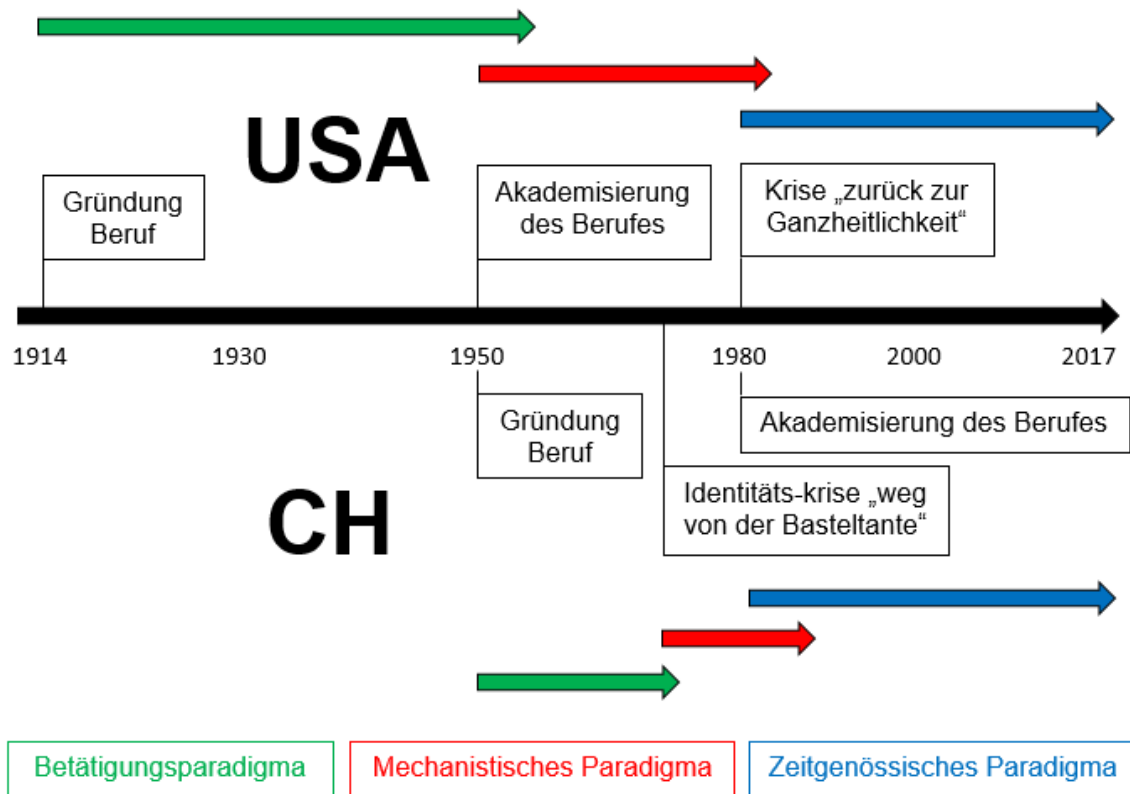 USA
Gründung
Beruf
Akademisierung
des Berufes
Krise „zurück zur
Ganzheitlichkeit“
1914
1930
1950
1980
2000
2017
Gründung
Beruf
Akademisierung des Berufes
Identitäts-krise „weg
von der Basteltante“
CH
Betätigungsparadigma
Mechanistisches Paradigma
Zeitgenössisches Paradigma